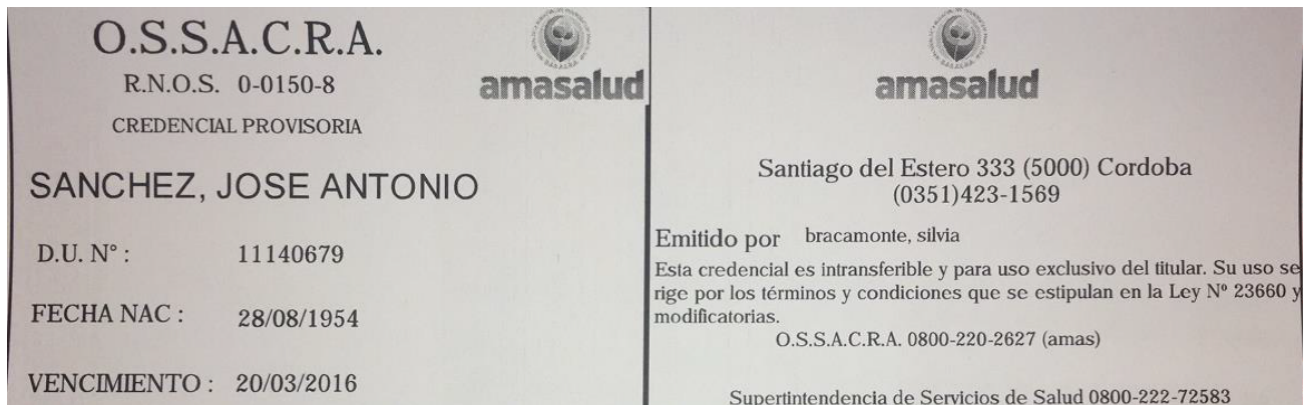 O.S.S.A.C.R.A.
R.N.O.S. 0-0150-8
CREDENCIAL PROVISORIA
amasalud
SANCHEZ, JOSE ANTONIO
D.U. N° : 11140679
FECHA NAC : 28/08/1954
VENCIMIENTO : 20/03/2016
amasalud
Santiago del Estero 333 (5000) Cordoba
(0351)423-1569
Emitido por bracamonte, silvia
Esta credencial es intransferible y para uso exclusivo del titular. Su uso se
rige por los términos y condiciones que se estipulan en la Ley Nº 23660 y
modificatorias.
O.S.S.A.C.R.A. 0800-220-2627 (amas)
Supertintendencia de Servicios de Salud 0800-222-72583